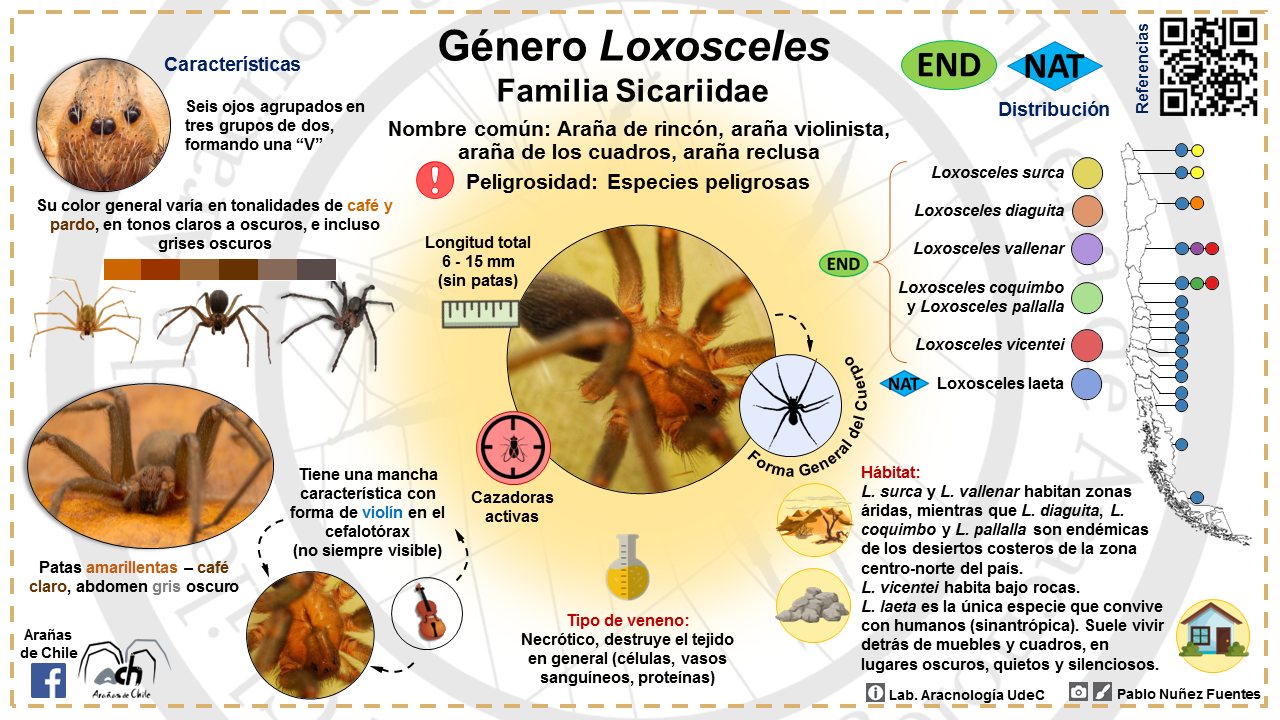 Género Loxosceles
Familia Sicariidae
Nombre común: Araña de rincón, araña violinista,
araña de los cuadros, araña reclusa
Peligrosidad: Especies peligrosas
Características
Seis ojos agrupados en
tres grupos de dos,
formando una “V”
Su color general varía en tonalidades de café y
pardo, en tonos claros a oscuros, e incluso
grises oscuros
Patas amarillentas – café
claro, abdomen gris oscuro
Tiene una mancha
característica con
forma de violín en el
cefalotórax
(no siempre visible)
Arañas
de Chile
ach
Arañas de Chile
Longitud total
6 - 15 mm
(sin patas)
Forma General del Cuerpo
Cazadoras
activas
Tipo de veneno:
Necrótico, destruye el tejido
en general (células, vasos
sanguíneos, proteínas)
END
NAT
Distribución
Referencias
Loxosceles surca
Loxosceles diaguita
Loxosceles vallenar
END
Loxosceles coquimbo
y Loxosceles pallalla
Loxosceles vicentei
NAT
Loxosceles laeta
Hábitat:
L. surca y L. vallenar habitan zonas
áridas, mientras que L. diaguita, L.
coquimbo y L. pallalla son endémicas
de los desiertos costeros de la zona
centro-norte del país.
L. vicentei habita bajo rocas.
L. laeta es la única especie que convive
con humanos (sinantrópica). Suele vivir
detrás de muebles y cuadros, en
lugares oscuros, quietos y silenciosos.
Lab. Aracnología UdeC
Pablo Nuñez Fuentes